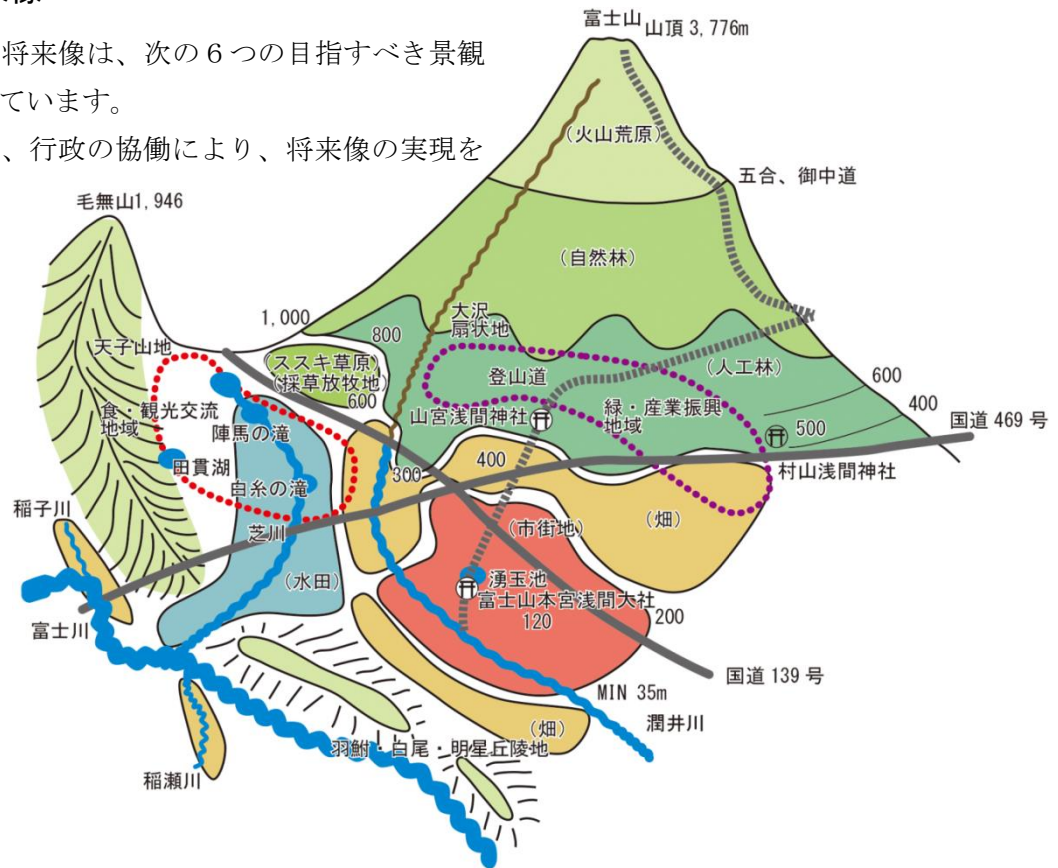 将来像は、次の６つの目指すべき景観
ています。
、行政の協働により、将来像の実現を
富士山
山頂 3,776m
(火山荒原)
五合、御中道
毛無山1,946
(自然林)
1,000
800
大沢
扇状地
天子山地
(ススキ草原)
(採草放牧地)
600
登山道
(人工林)
600
食・観光交流
地域
陣馬の滝
山宮浅間神社
緑・産業振興
地域
400
500
国道 469 号
田貫湖
300
400
村山浅間神社
白糸の滝
稲子川
芝川
(市街地)
(畑)
(水田)
湧玉池
富士山本宮浅間大社
120
200
富士川
国道 139 号
MIN 35m
潤井川
(畑)
羽鮒・白尾・明星丘陵地
稲瀬川